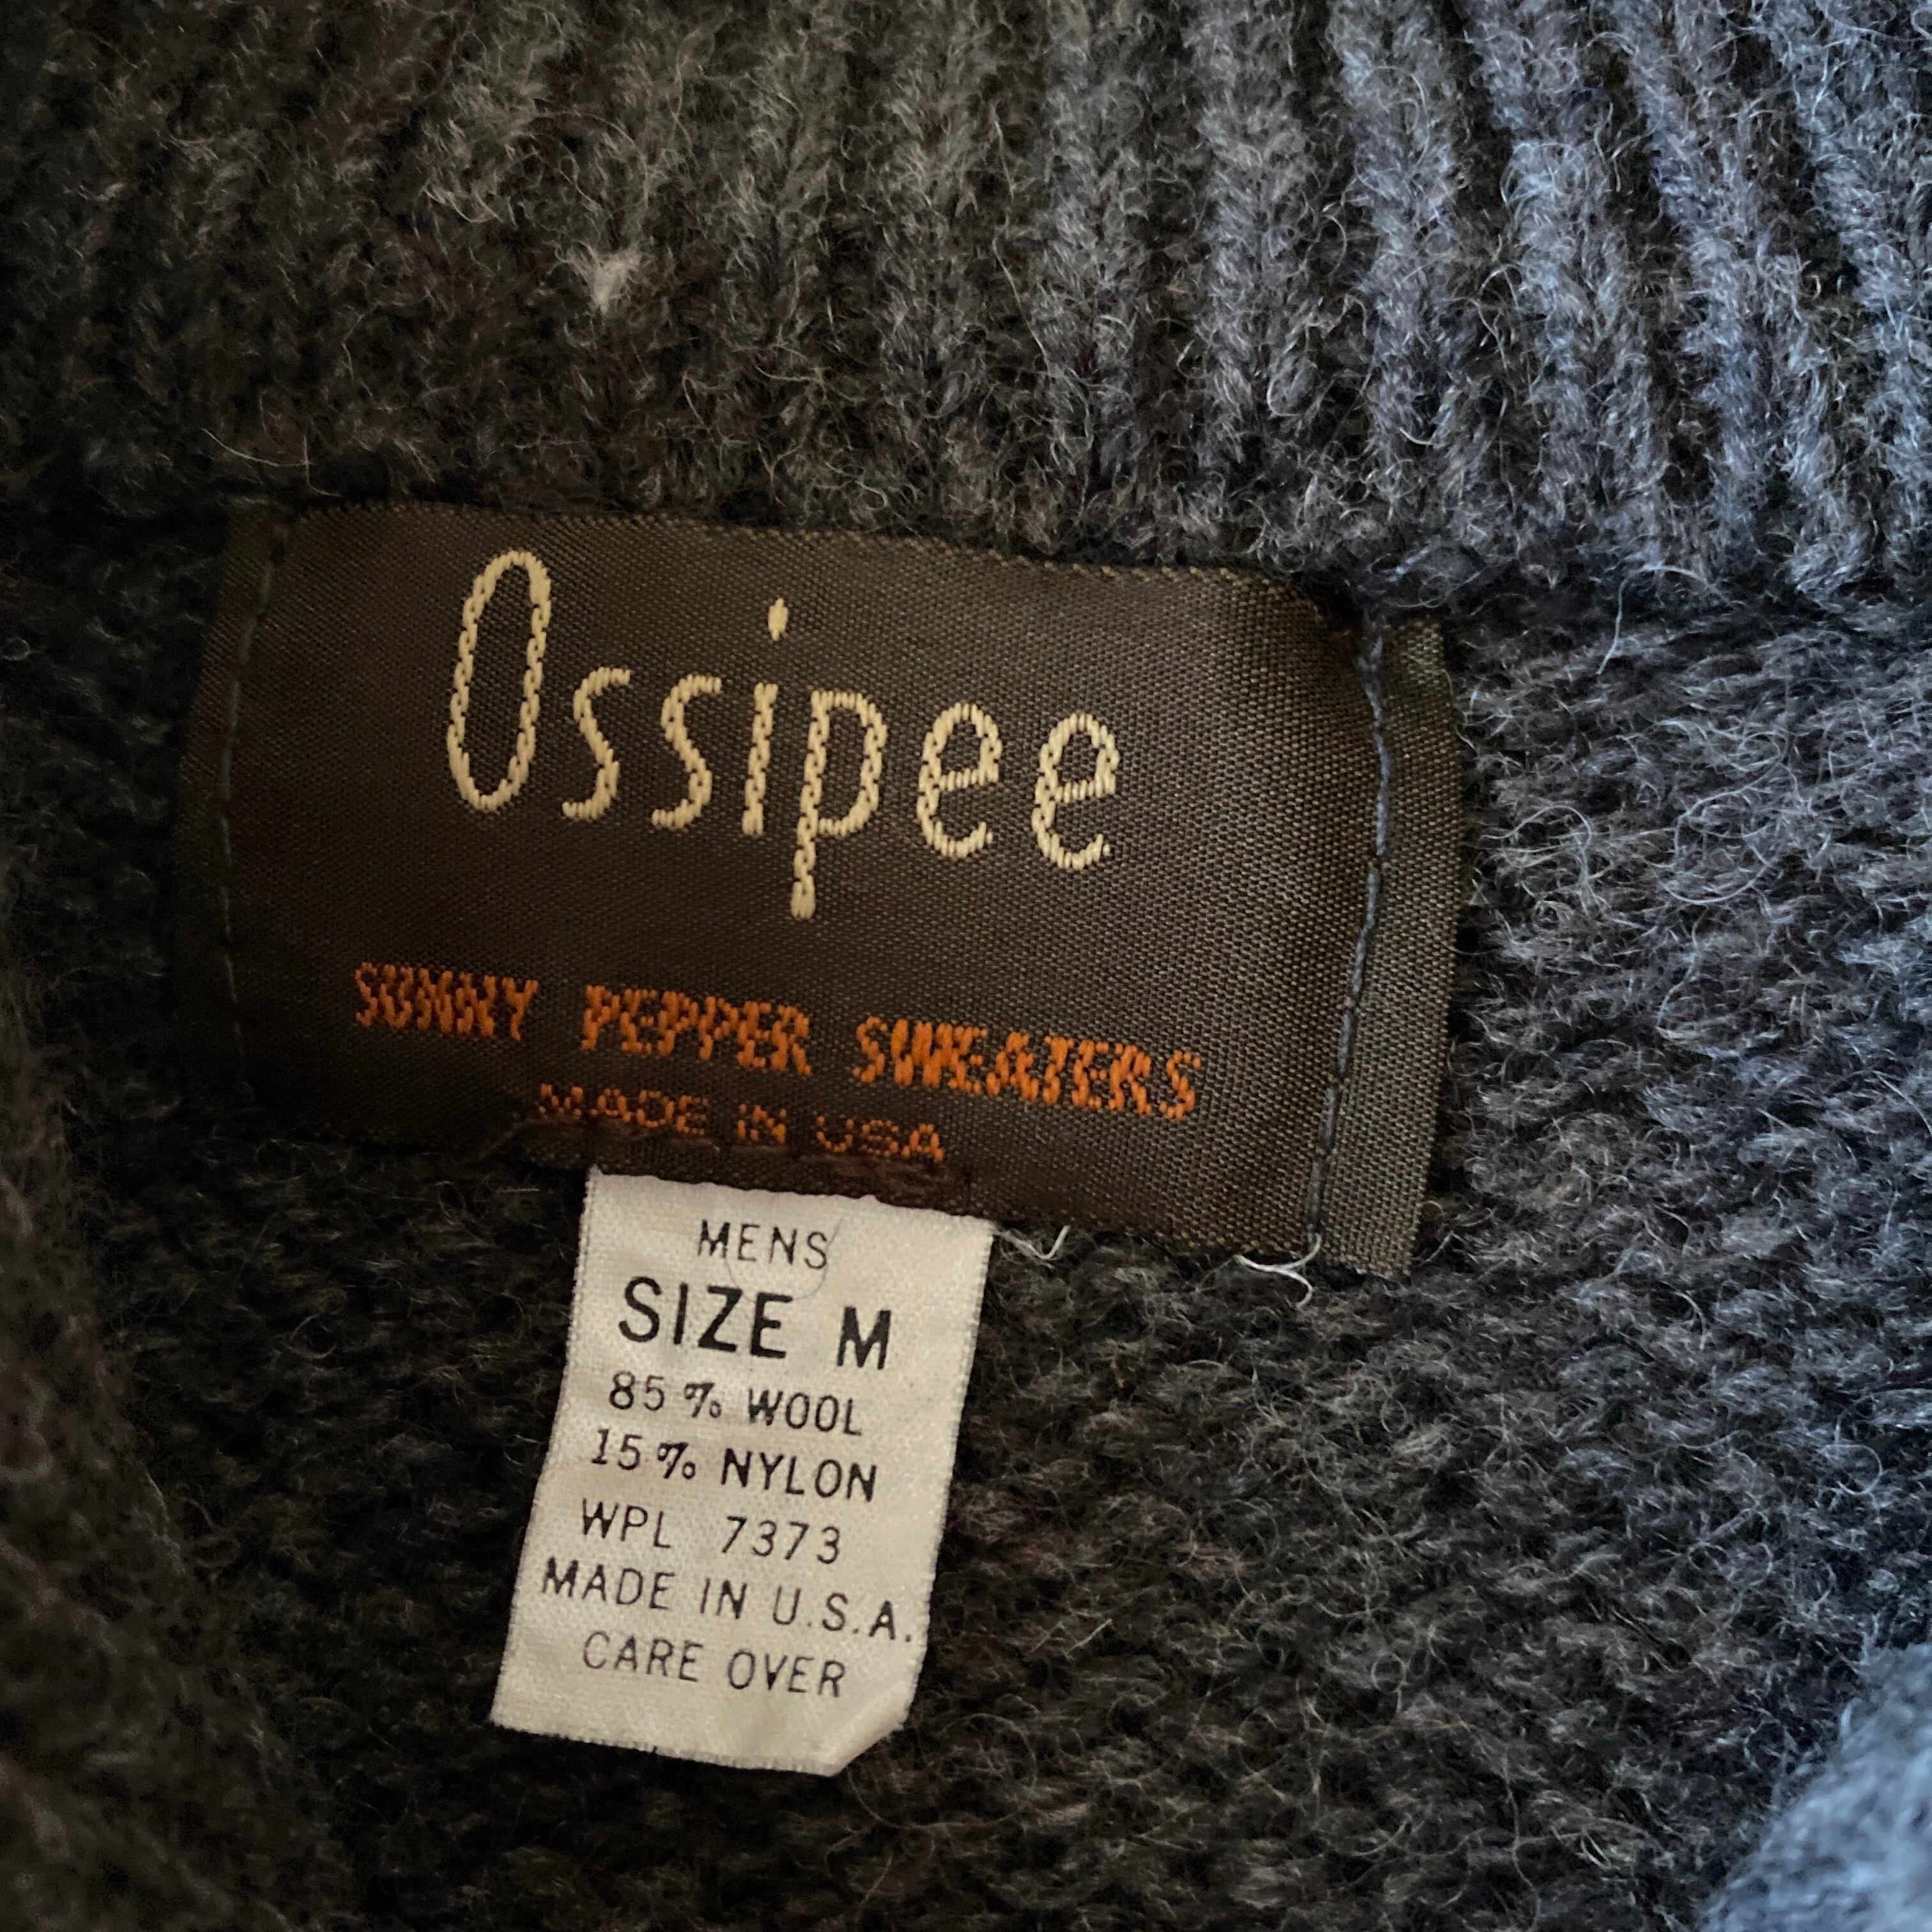 Ossipee
SUNNY PEPPER SWEATERS
MADE IN USA
MENS
SIZE M
85% WOOL
15% NYLON
WPL 7373
MADE IN U.S.A.
CARE OVER